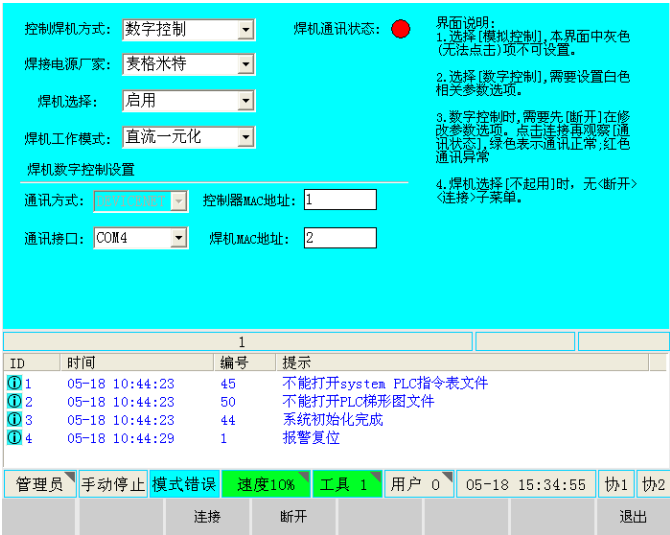 控制焊机方式: 数字控制
焊机通讯状态:
焊接电源厂家: 麦格米特
焊机选择: 启用
焊机工作模式: 直流一元化
焊机数字控制设置
通讯方式: DEVICENET
控制器MAC地址: 1
通讯接口: COM4
焊机MAC地址: 2
界面说明:
1.选择[模拟控制],本界面中灰色
(无法点击)项不可设置。
2.选择[数字控制],需要设置白色
相关参数选项。
3.数字控制时,需要先[断开]在修
改参数选项。点击连接再观察[通
讯状态],绿色表示通讯正常;红色
通讯异常
4.焊机选择[不起用]时，无<断开>
<连接>子菜单。
1
ID 时间 编号 提示
1 05-18 10:44:23 45 不能打开system PLC指令表文件
2 05-18 10:44:23 50 不能打开PLC梯形图文件
3 05-18 10:44:23 44 系统初始化完成
4 05-18 10:44:29 1 报警复位
管理员 手动停止 模式错误 速度10% 工具 1 用户 0 05-18 15:34:55 协1 协2
连接 断开 退出